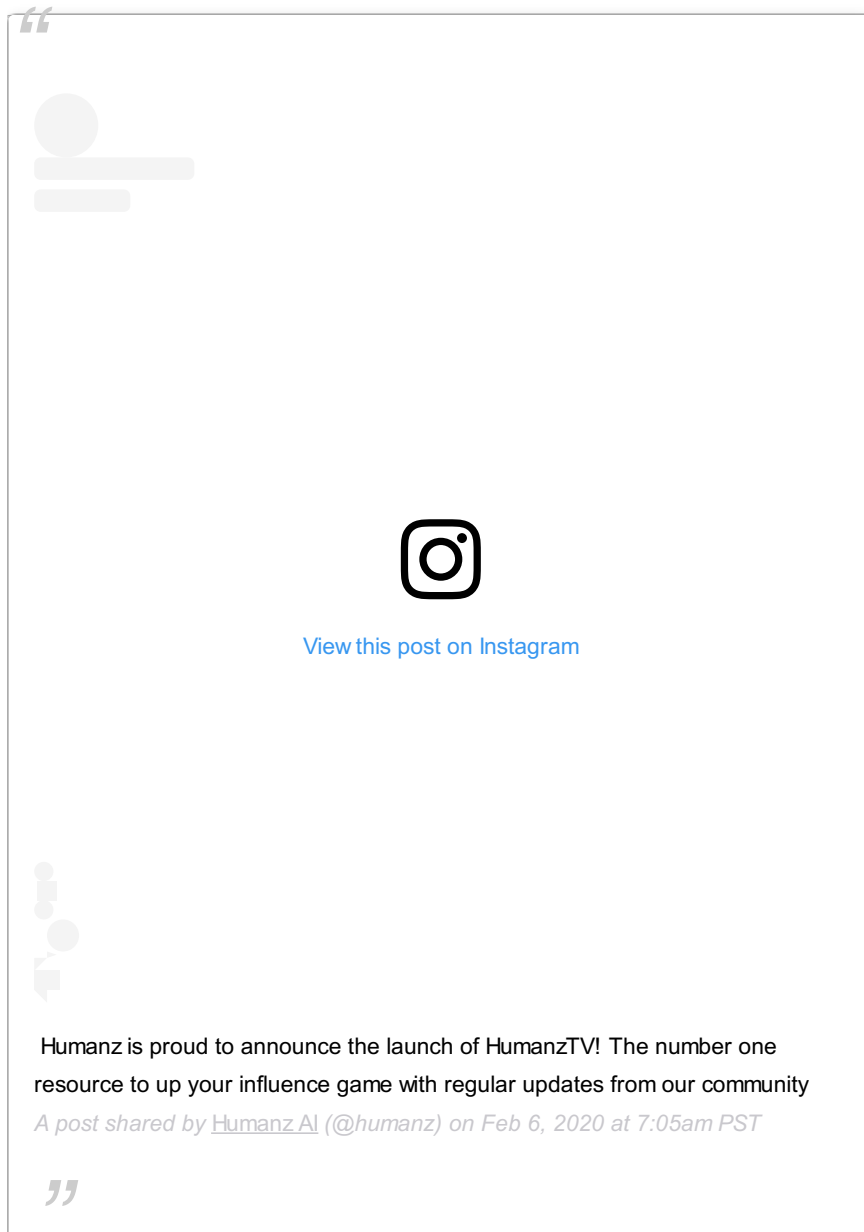 “
View this post on Instagram
Humanz is proud to announce the launch of HumanzTV! The number one
resource to up your influence game with regular updates from our community
A post shared by Humanz AI (@humanz) on Feb 6, 2020 at 7:05am PST
”